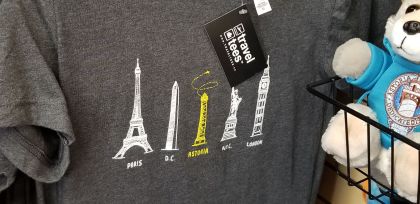 travel
tees
PARIS
D.C.
ASTORIA
N.Y.C.
LONDON